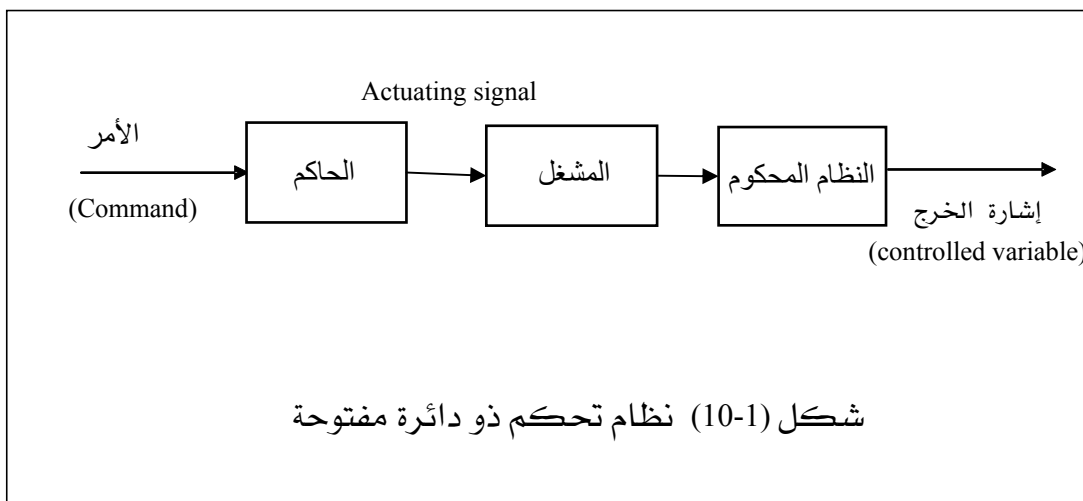 Actuating signal
الأمر
(Command)
الحاكم
المشغل
النظام المحكوم
إشارة الخرج
(controlled variable)
شكل (10-1) نظام تحكم ذو دائرة مفتوحة